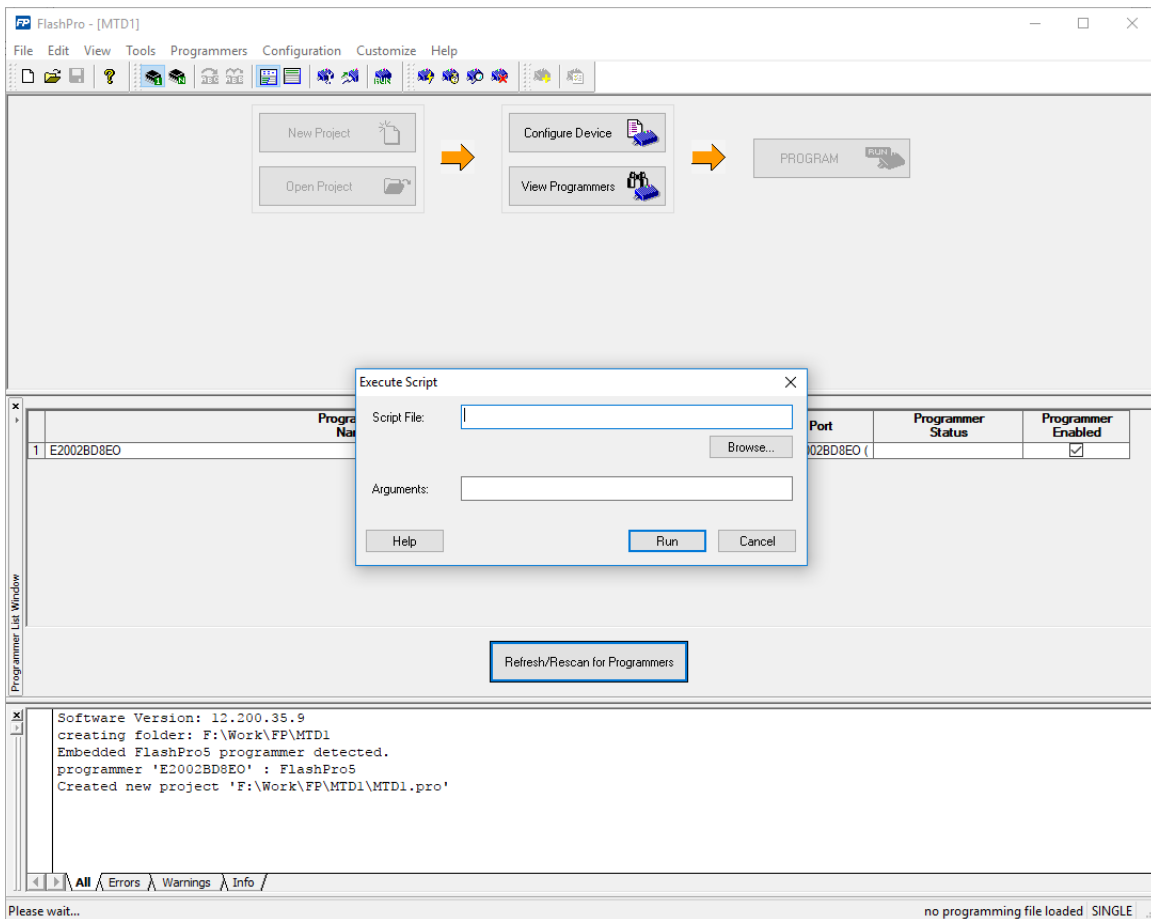 FP FlashPro - [MTD1]
File Edit View Tools Programmers Configuration Customize Help
New Project
Configure Device
PROGRAM
RUN
Open Project
View Programmers
Execute Script
Script File:
Browse...
Arguments:
Help Run Cancel
Port
Programmer Status
Programmer Enabled
1 E2002BD8EO
02BD8EO (
Programmer List Window
Refresh/Rescan for Programmers
Software Version: 12.200.35.9
creating folder: F:\Work\FP\MTD1
Embedded FlashPro5 programmer detected.
programmer 'E2002BD8EO' : FlashPro5
Created new project 'F:\Work\FP\MTD1\MTD1.pro'
All Errors Warnings Info
Please wait...
no programming file loaded SINGLE